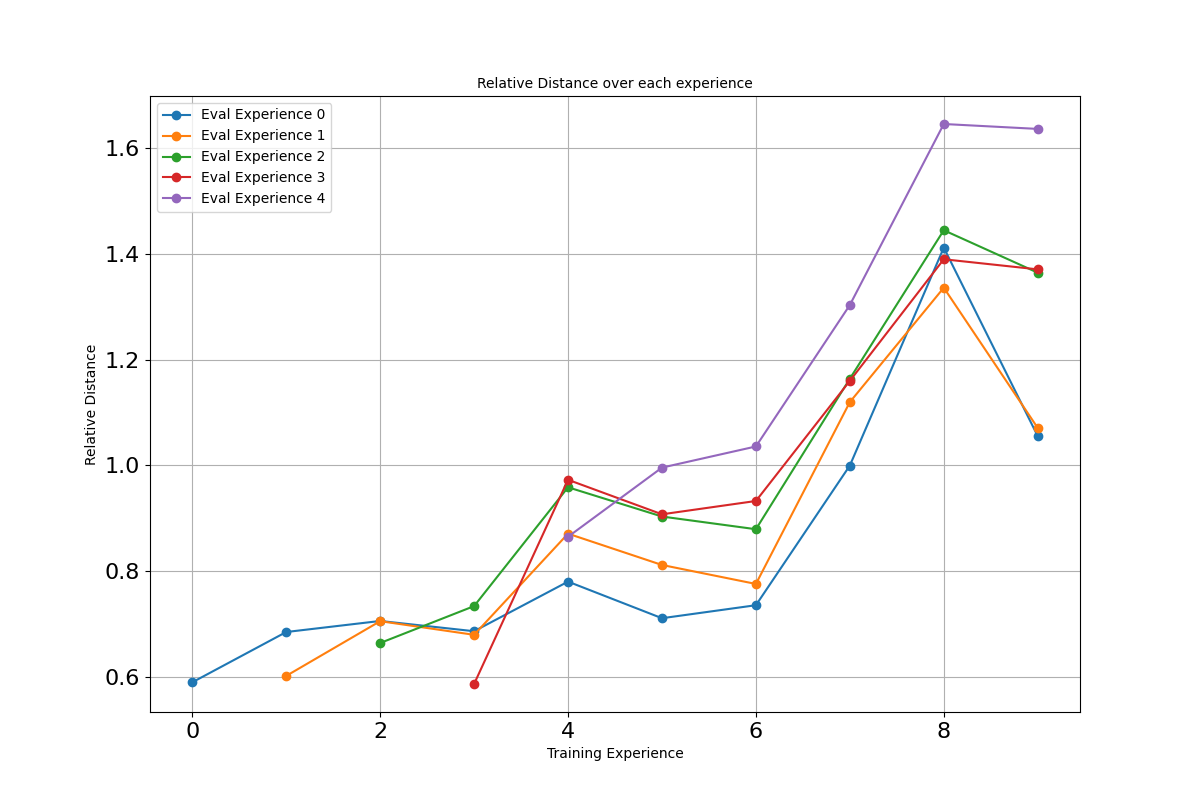 Relative Distance over each experience
Eval Experience 0
Eval Experience 1
Eval Experience 2
Eval Experience 3
Eval Experience 4
1.6
1.4
1.2
1.0
0.8
0.6
Relative Distance
0 2 4 6 8
Training Experience